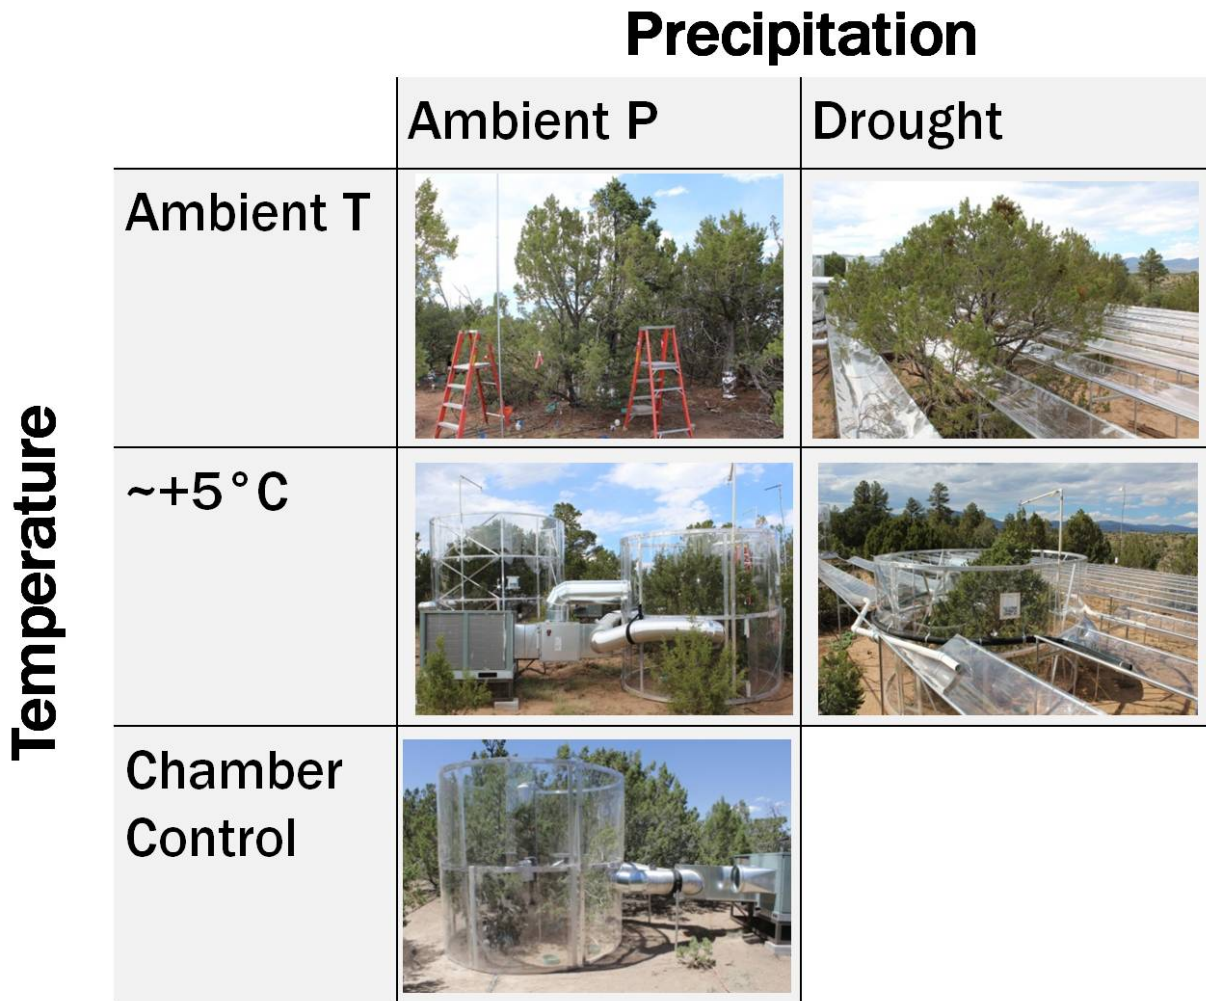 Precipitation
Ambient P
Drought
Temperature
Ambient T
~+5°C
Chamber
Control